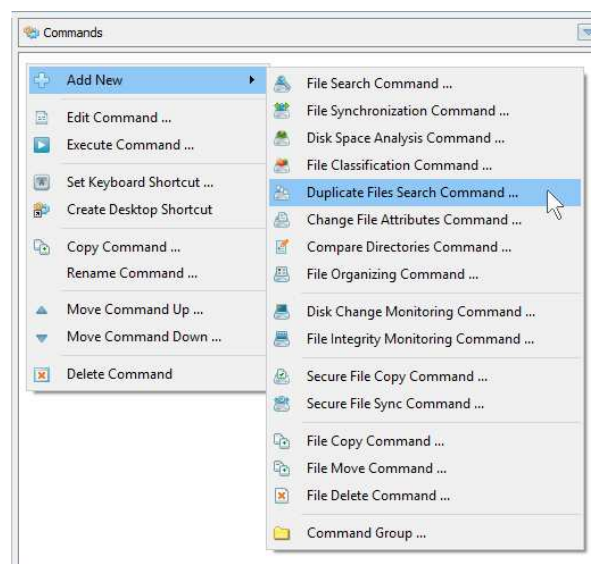 Commands
Add New
Edit Command ...
Execute Command ...
Set Keyboard Shortcut ...
Create Desktop Shortcut
Copy Command ...
Rename Command ...
Move Command Up ...
Move Command Down ...
Delete Command
File Search Command ...
File Synchronization Command ...
Disk Space Analysis Command ...
File Classification Command ...
Duplicate Files Search Command ...
Change File Attributes Command ...
Compare Directories Command ...
File Organizing Command ...
Disk Change Monitoring Command ...
File Integrity Monitoring Command ...
Secure File Copy Command ...
Secure File Sync Command ...
File Copy Command ...
File Move Command ...
File Delete Command ...
Command Group ...